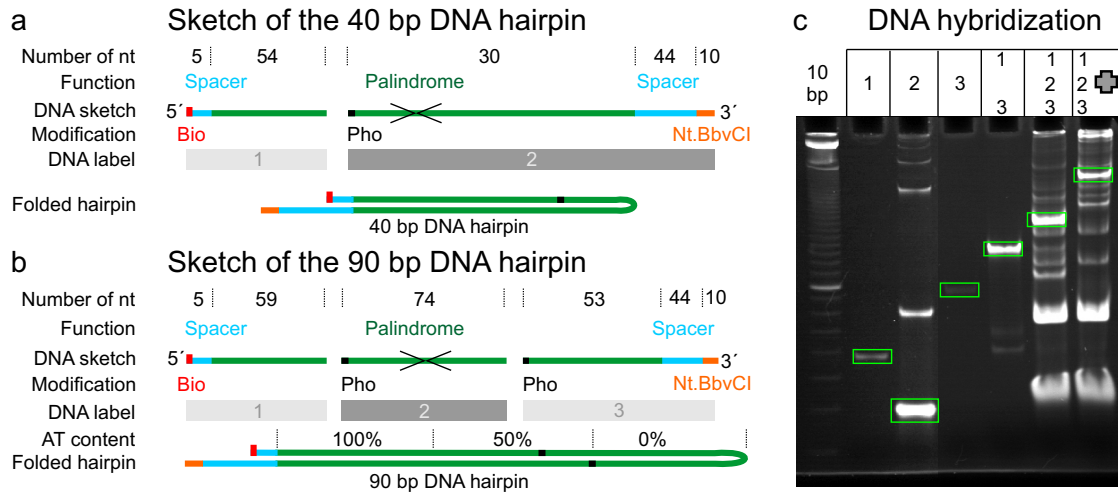 a Sketch of the 40 bp DNA hairpin
Number of nt 5 54 30 44 10
Function Spacer Palindrome Spacer
DNA sketch 5´ 3´
Modification Bio Pho Nt.BbvCI
DNA label 1 2
Folded hairpin
40 bp DNA hairpin
b Sketch of the 90 bp DNA hairpin
Number of nt 5 59 74 53 44 10
Function Spacer Palindrome Spacer
DNA sketch 5´ 3´
Modification Bio Pho Pho Nt.BbvCI
DNA label 1 2 3
AT content 100% 50% 0%
Folded hairpin
90 bp DNA hairpin
c DNA hybridization
10 bp
1
2
3
1 3
1 2 3
1 2 3